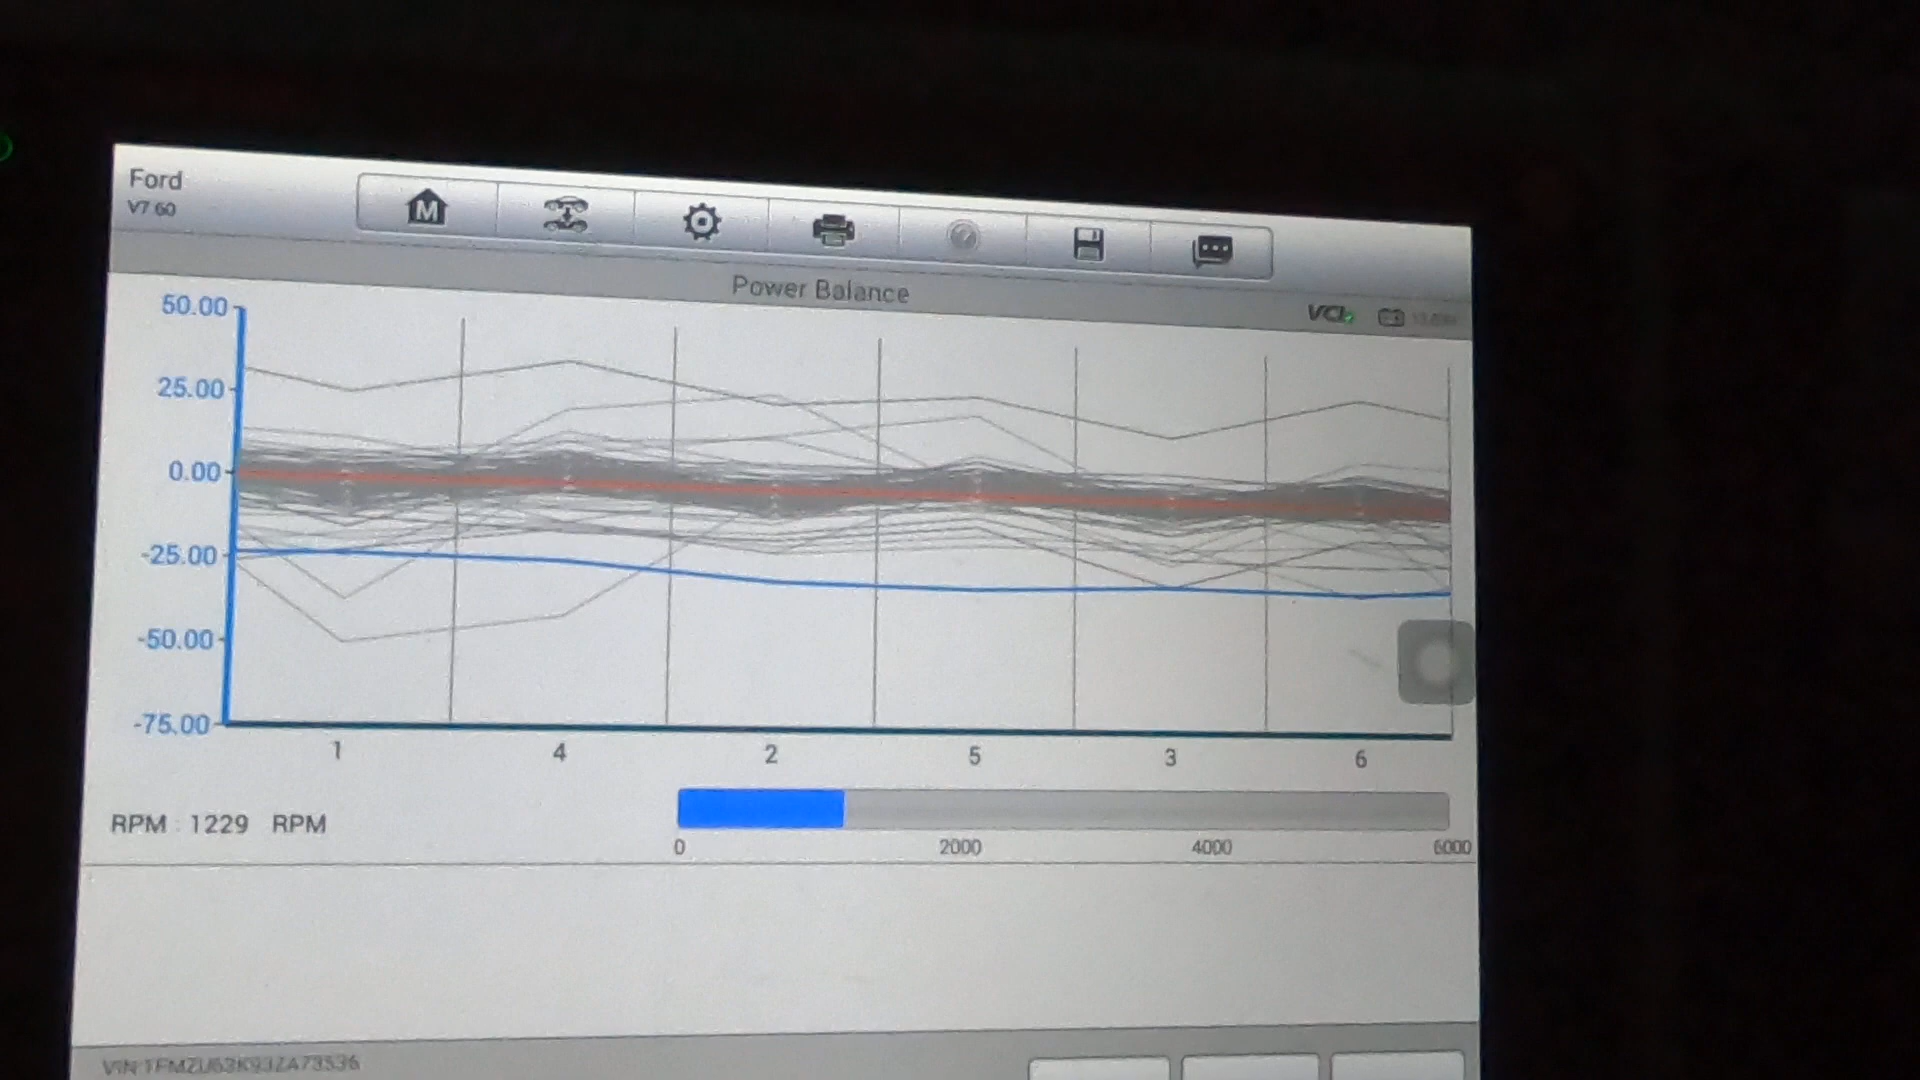 Ford
V7.60
M
Power Balance
VCI
50.00
25.00
0.00
-25.00
-50.00
-75.00
1 4 2 5 3 6
RPM : 1229 RPM
0 2000 4000 6000